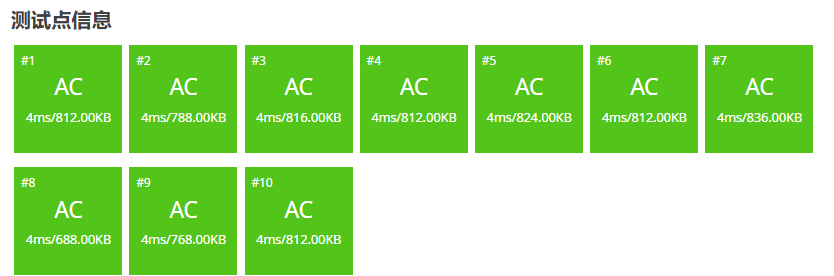 测试点信息
#1 #2 #3 #4 #5 #6 #7
AC AC AC AC AC AC AC
4ms/812.00KB 4ms/788.00KB 4ms/816.00KB 4ms/812.00KB 4ms/824.00KB 4ms/812.00KB 4ms/836.00KB
#8 #9 #10
AC AC AC
4ms/688.00KB 4ms/768.00KB 4ms/812.00KB